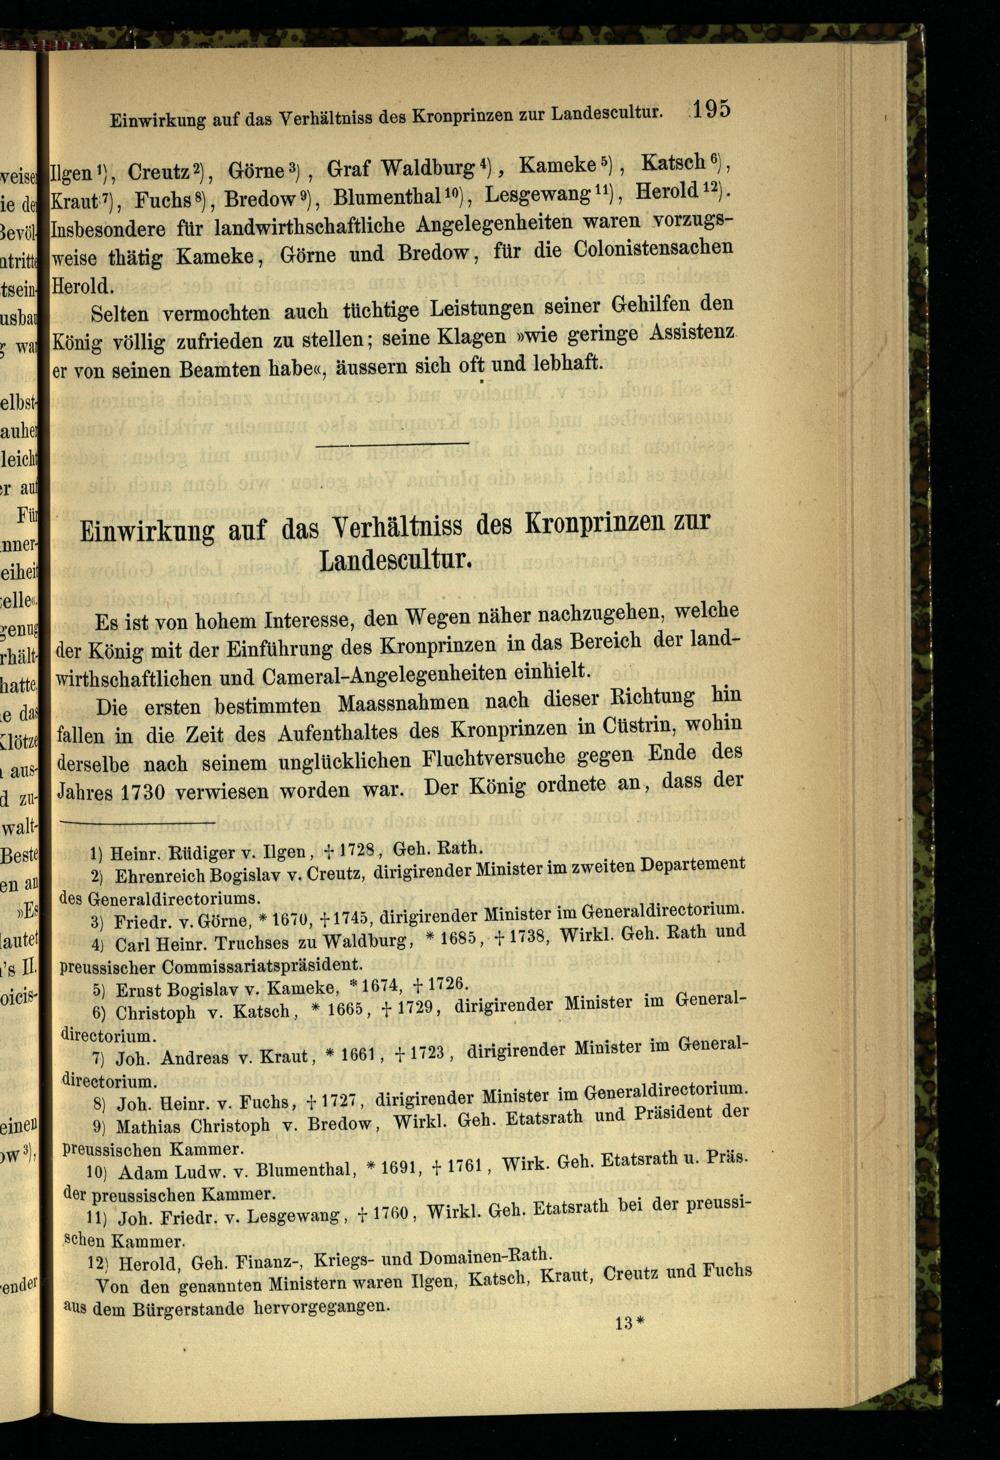 Einwirkung auf das Verhältniss des Kronprinzen zur Landescultur. 195
Ilgen 1), Creutz 2), Görne 3), Graf Waldburg 4), Kameke 5), Katsch 6),
Kraut 7), Fuchs 8), Bredow 9), Blumenthal 10), Lesgewang 11), Herold 12).
Insbesondere für landwirthschaftliche Angelegenheiten waren vorzugs-
weise thätig Kameke, Görne und Bredow, für die Colonistensachen
Herold.
Selten vermochten auch tüchtige Leistungen seiner Gehilfen den
König völlig zufrieden zu stellen; seine Klagen »wie geringe Assistenz
er von seinen Beamten habe«, äussern sich oft und lebhaft.
Einwirkung auf das Verhältniss des Kronprinzen zur
Landescultur.
Es ist von hohem Interesse, den Wegen näher nachzugehen, welche
der König mit der Einführung des Kronprinzen in das Bereich der land-
wirthschaftlichen und Cameral-Angelegenheiten einhielt.
Die ersten bestimmten Maassnahmen nach dieser Richtung hin
fallen in die Zeit des Aufenthaltes des Kronprinzen in Cüstrin, wohin
derselbe nach seinem unglücklichen Fluchtversuche gegen Ende des
Jahres 1730 verwiesen worden war. Der König ordnete an, dass der
1) Heinr. Rüdiger v. Ilgen, † 1728, Geh. Rath.
2) Ehrenreich Bogislav v. Creutz, dirigirender Minister im zweiten Departement
des Generaldirectoriums.
3) Friedr. v. Görne, * 1670, † 1745, dirigirender Minister im Generaldirectorium.
4) Carl Heinr. Truchses zu Waldburg, * 1685, † 1738, Wirkl. Geh. Rath und
preussischer Commissariatspräsident.
5) Ernst Bogislav v. Kameke, * 1674, † 1726.
6) Christoph v. Katsch, * 1665, † 1729, dirigirender Minister im General-
directorium.
7) Joh. Andreas v. Kraut, * 1661, † 1723, dirigirender Minister im General-
directorium.
8) Joh. Heinr. v. Fuchs, † 1727, dirigirender Minister im Generaldirectorium.
9) Mathias Christoph v. Bredow, Wirkl. Geh. Etatsrath und Präsident der
preussischen Kammer.
10) Adam Ludw. v. Blumenthal, * 1691, † 1761, Wirk. Geh. Etatsrath u. Präs.
der preussischen Kammer.
11) Joh. Friedr. v. Lesgewang, † 1760, Wirkl. Geh. Etatsrath bei der preussi-
schen Kammer.
12) Herold, Geh. Finanz-, Kriegs- und Domainen-Rath.
Von den genannten Ministern waren Ilgen, Katsch, Kraut, Creutz und Fuchs
aus dem Bürgerstande hervorgegangen.
13*